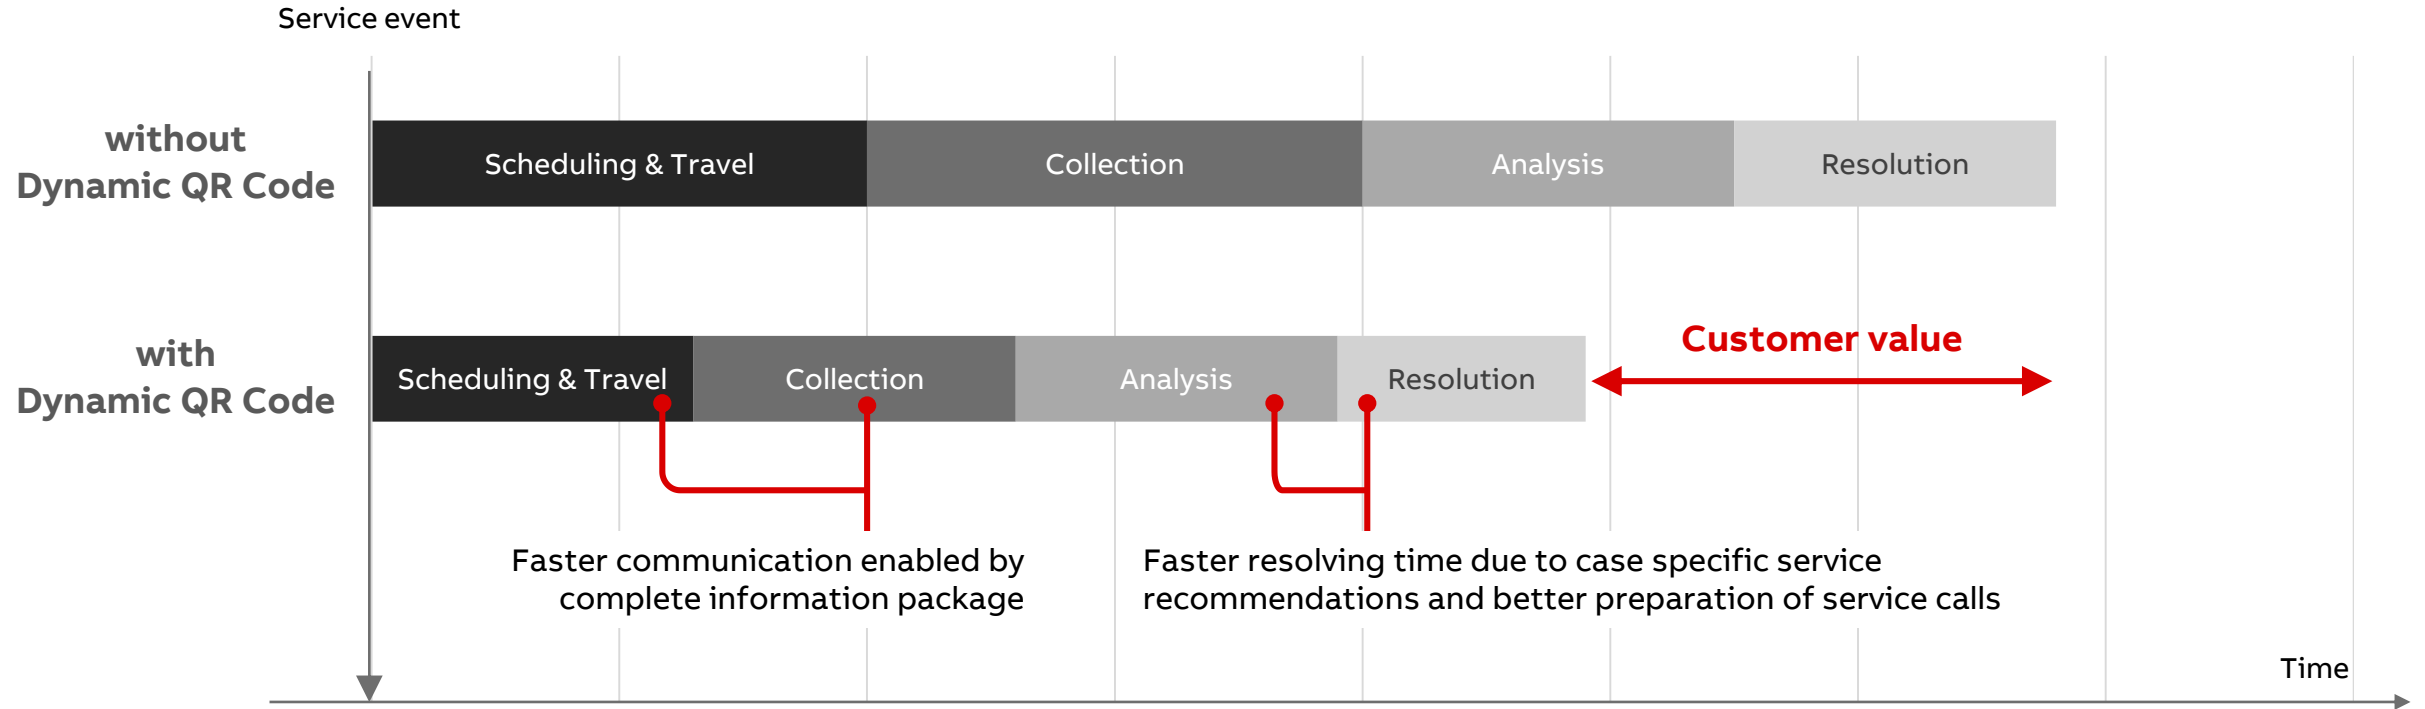 Service event
without
Dynamic QR Code
Scheduling & Travel
Collection
Analysis
Resolution
with
Dynamic QR Code
Scheduling & Travel
Collection
Analysis
Resolution
Customer value
Faster communication enabled by
complete information package
Faster resolving time due to case specific service
recommendations and better preparation of service calls
Time